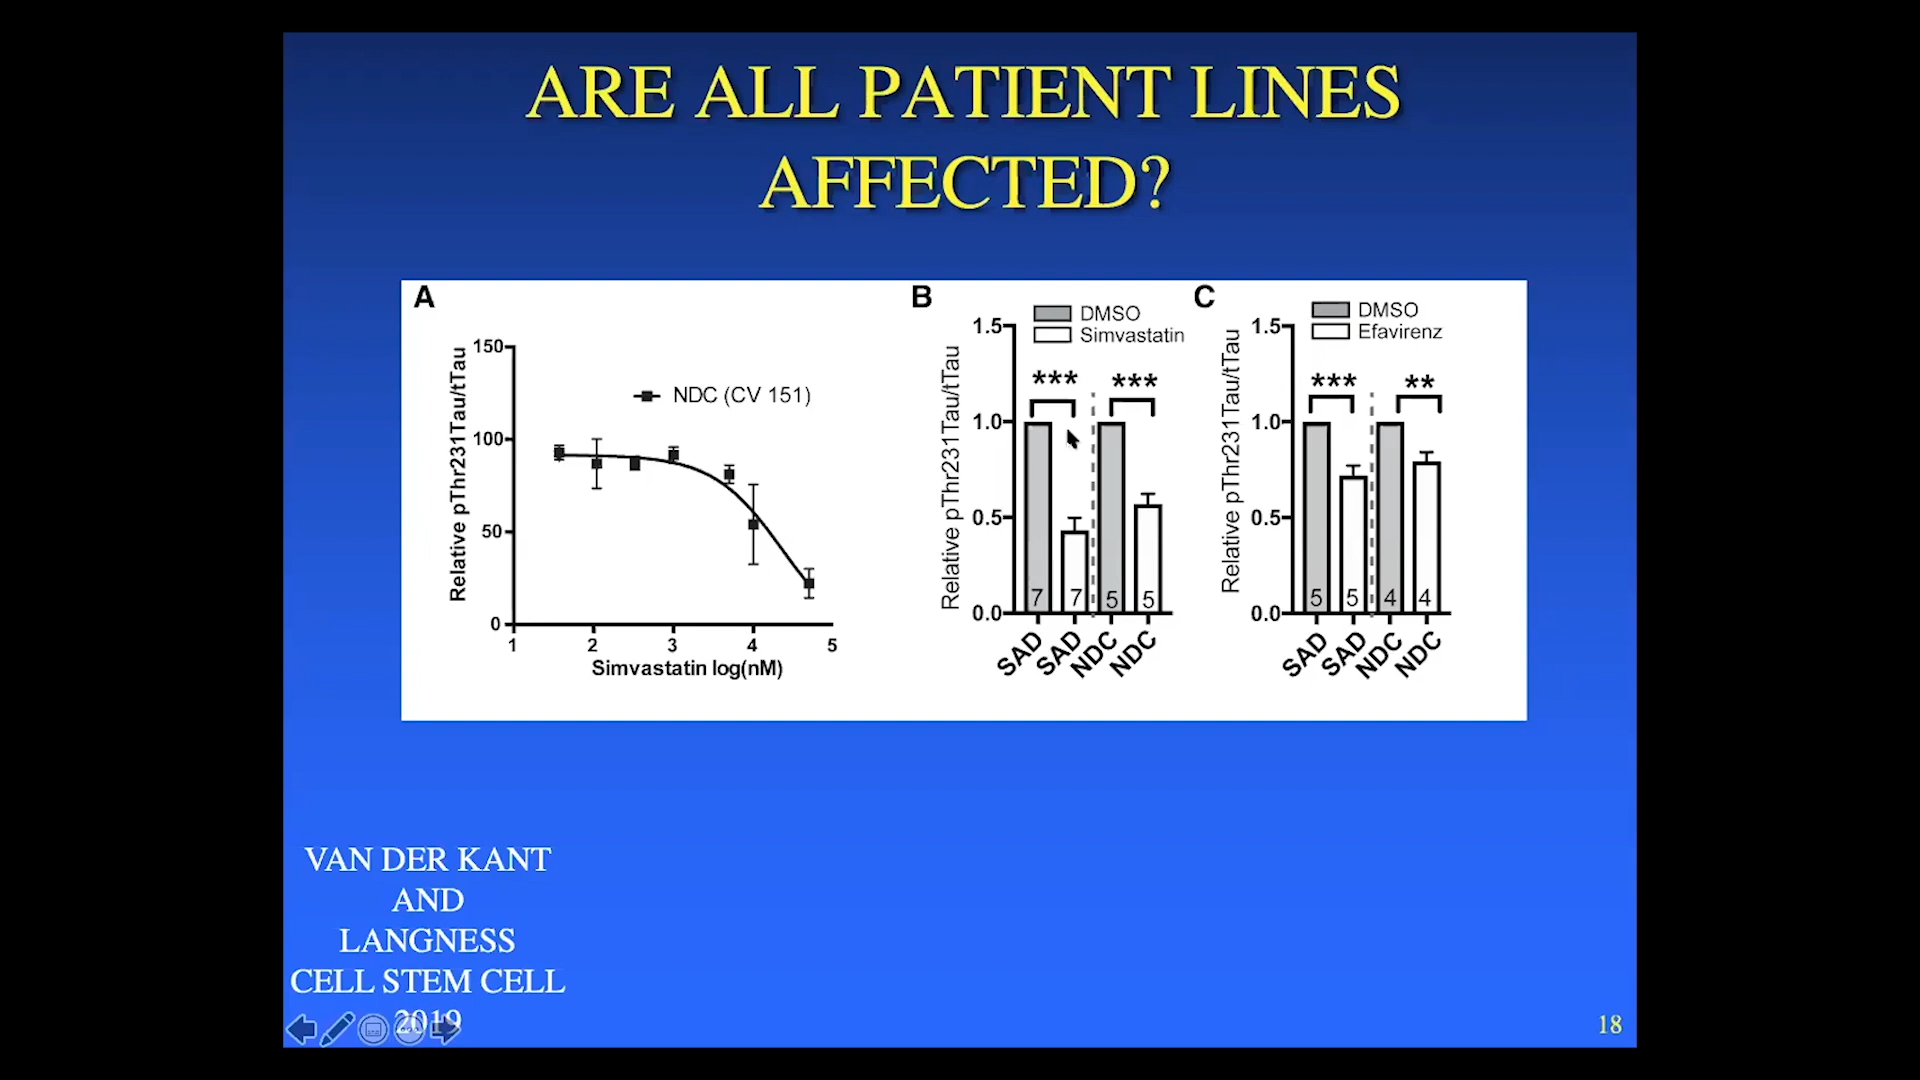 ARE ALL PATIENT LINES
AFFECTED?
A
Relative pThr231Tau/tTau
150
100
50
0
NDC (CV 151)
1 2 3 4 5
Simvastatin log(nM)
B
DMSO
Simvastatin
Relative pThr231Tau/tTau
1.5
1.0
0.5
0.0
*** ***
7 7 5 5
SAD SAD NDC NDC
C
DMSO
Efavirenz
Relative pThr231Tau/tTau
1.5
1.0
0.5
0.0
*** **
5 5 4 4
SAD SAD NDC NDC
VAN DER KANT
AND
LANGNESS
CELL STEM CELL
2019
18